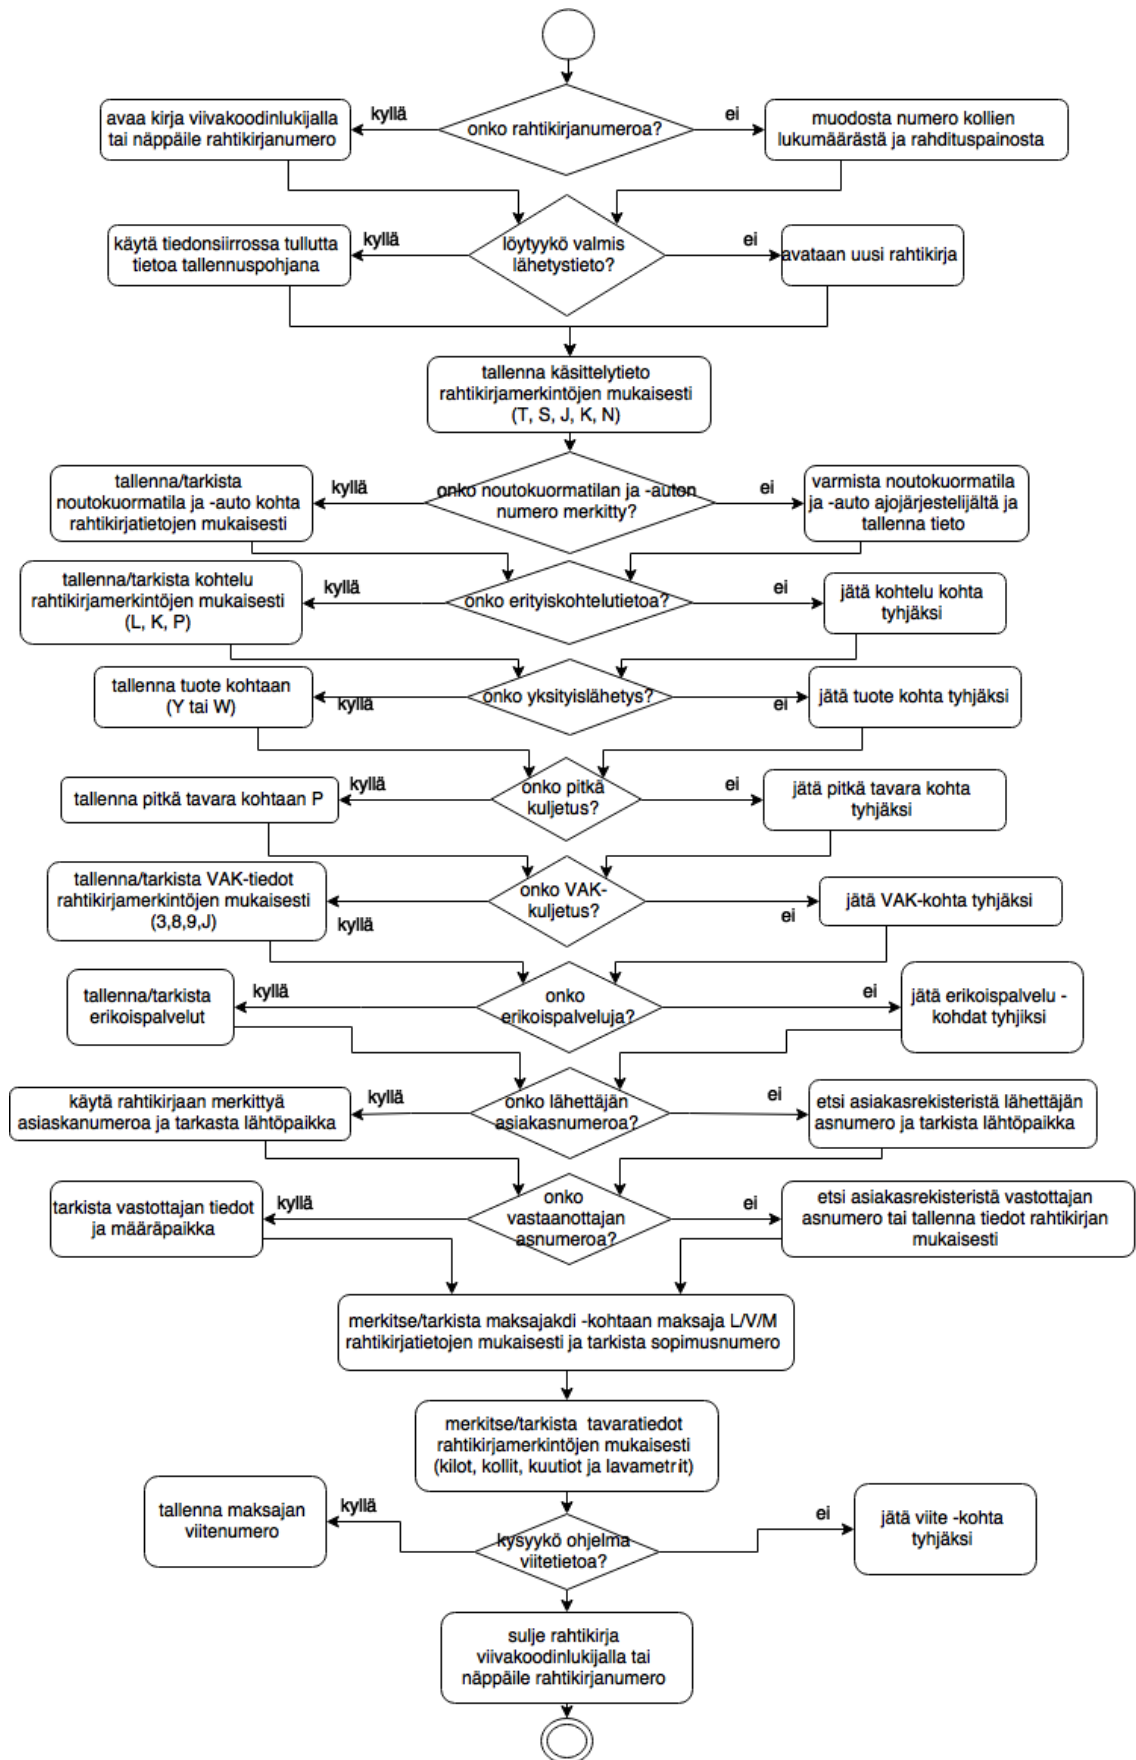 onko rahtikirjanumeroa?
kyllä
avaa kirja viivakoodinlukijalla
tai näppäile rahtikirjanumero
ei
muodosta numero kollien
lukumäärästä ja rahdituspainosta
löytyykö valmis
lähetystieto?
kyllä
käytä tiedonsiirrossa tullutta
tietoa tallennuspohjana
ei
avataan uusi rahtikirja
tallenna käsittelytieto
rahtikirjamerkintöjen mukaisesti
(T, S, J, K, N)
onko noutokuormatilan ja -auton
numero merkitty?
kyllä
tallenna/tarkista
noutokuormatila ja -auto kohta
rahtikirjatietojen mukaisesti
ei
varmista noutokuormatila
ja -auto ajojärjestelijältä ja
tallenna tieto
onko erityiskohtelutietoa?
kyllä
tallenna/tarkista kohtelu
rahtikirjamerkintöjen mukaisesti
(L, K, P)
ei
jätä kohtelu kohta
tyhjäksi
onko yksityislähetys?
kyllä
tallenna tuote kohtaan
(Y tai W)
ei
jätä tuote kohta tyhjäksi
onko pitkä
kuljetus?
kyllä
tallenna pitkä tavara kohtaan P
ei
jätä pitkä tavara kohta
tyhjäksi
onko VAK-
kuljetus?
kyllä
tallenna/tarkista VAK-tiedot
rahtikirjamerkintöjen mukaisesti
(3,8,9,J)
ei
jätä VAK-kohta tyhjäksi
onko
erikoispalveluja?
kyllä
tallenna/tarkista
erikoispalvelut
ei
jätä erikoispalvelu -
kohdat tyhjiksi
onko lähettäjän
asiakasnumeroa?
kyllä
käytä rahtikirjaan merkittyä
asiaskanumeroa ja tarkasta lähtöpaikka
ei
etsi asiakasrekisteristä lähettäjän
asnumero ja tarkista lähtöpaikka
onko
vastaanottajan
asnumeroa?
kyllä
tarkista vastottajan tiedot
ja määräpaikka
ei
etsi asiakasrekisteristä vastottajan
asnumero tai tallenna tiedot rahtikirjan
mukaisesti
merkitse/tarkista maksajakdi -kohtaan maksaja L/V/M
rahtikirjatietojen mukaisesti ja tarkista sopimusnumero
merkitse/tarkista tavaratiedot
rahtikirjamerkintöjen mukaisesti
(kilot, kollit, kuutiot ja lavametrit)
kysyykö ohjelma
viitetietoa?
kyllä
tallenna maksajan
viitenumero
ei
jätä viite -kohta
tyhjäksi
sulje rahtikirja
viivakoodinlukijalla tai
näppäile rahtikirjanumero